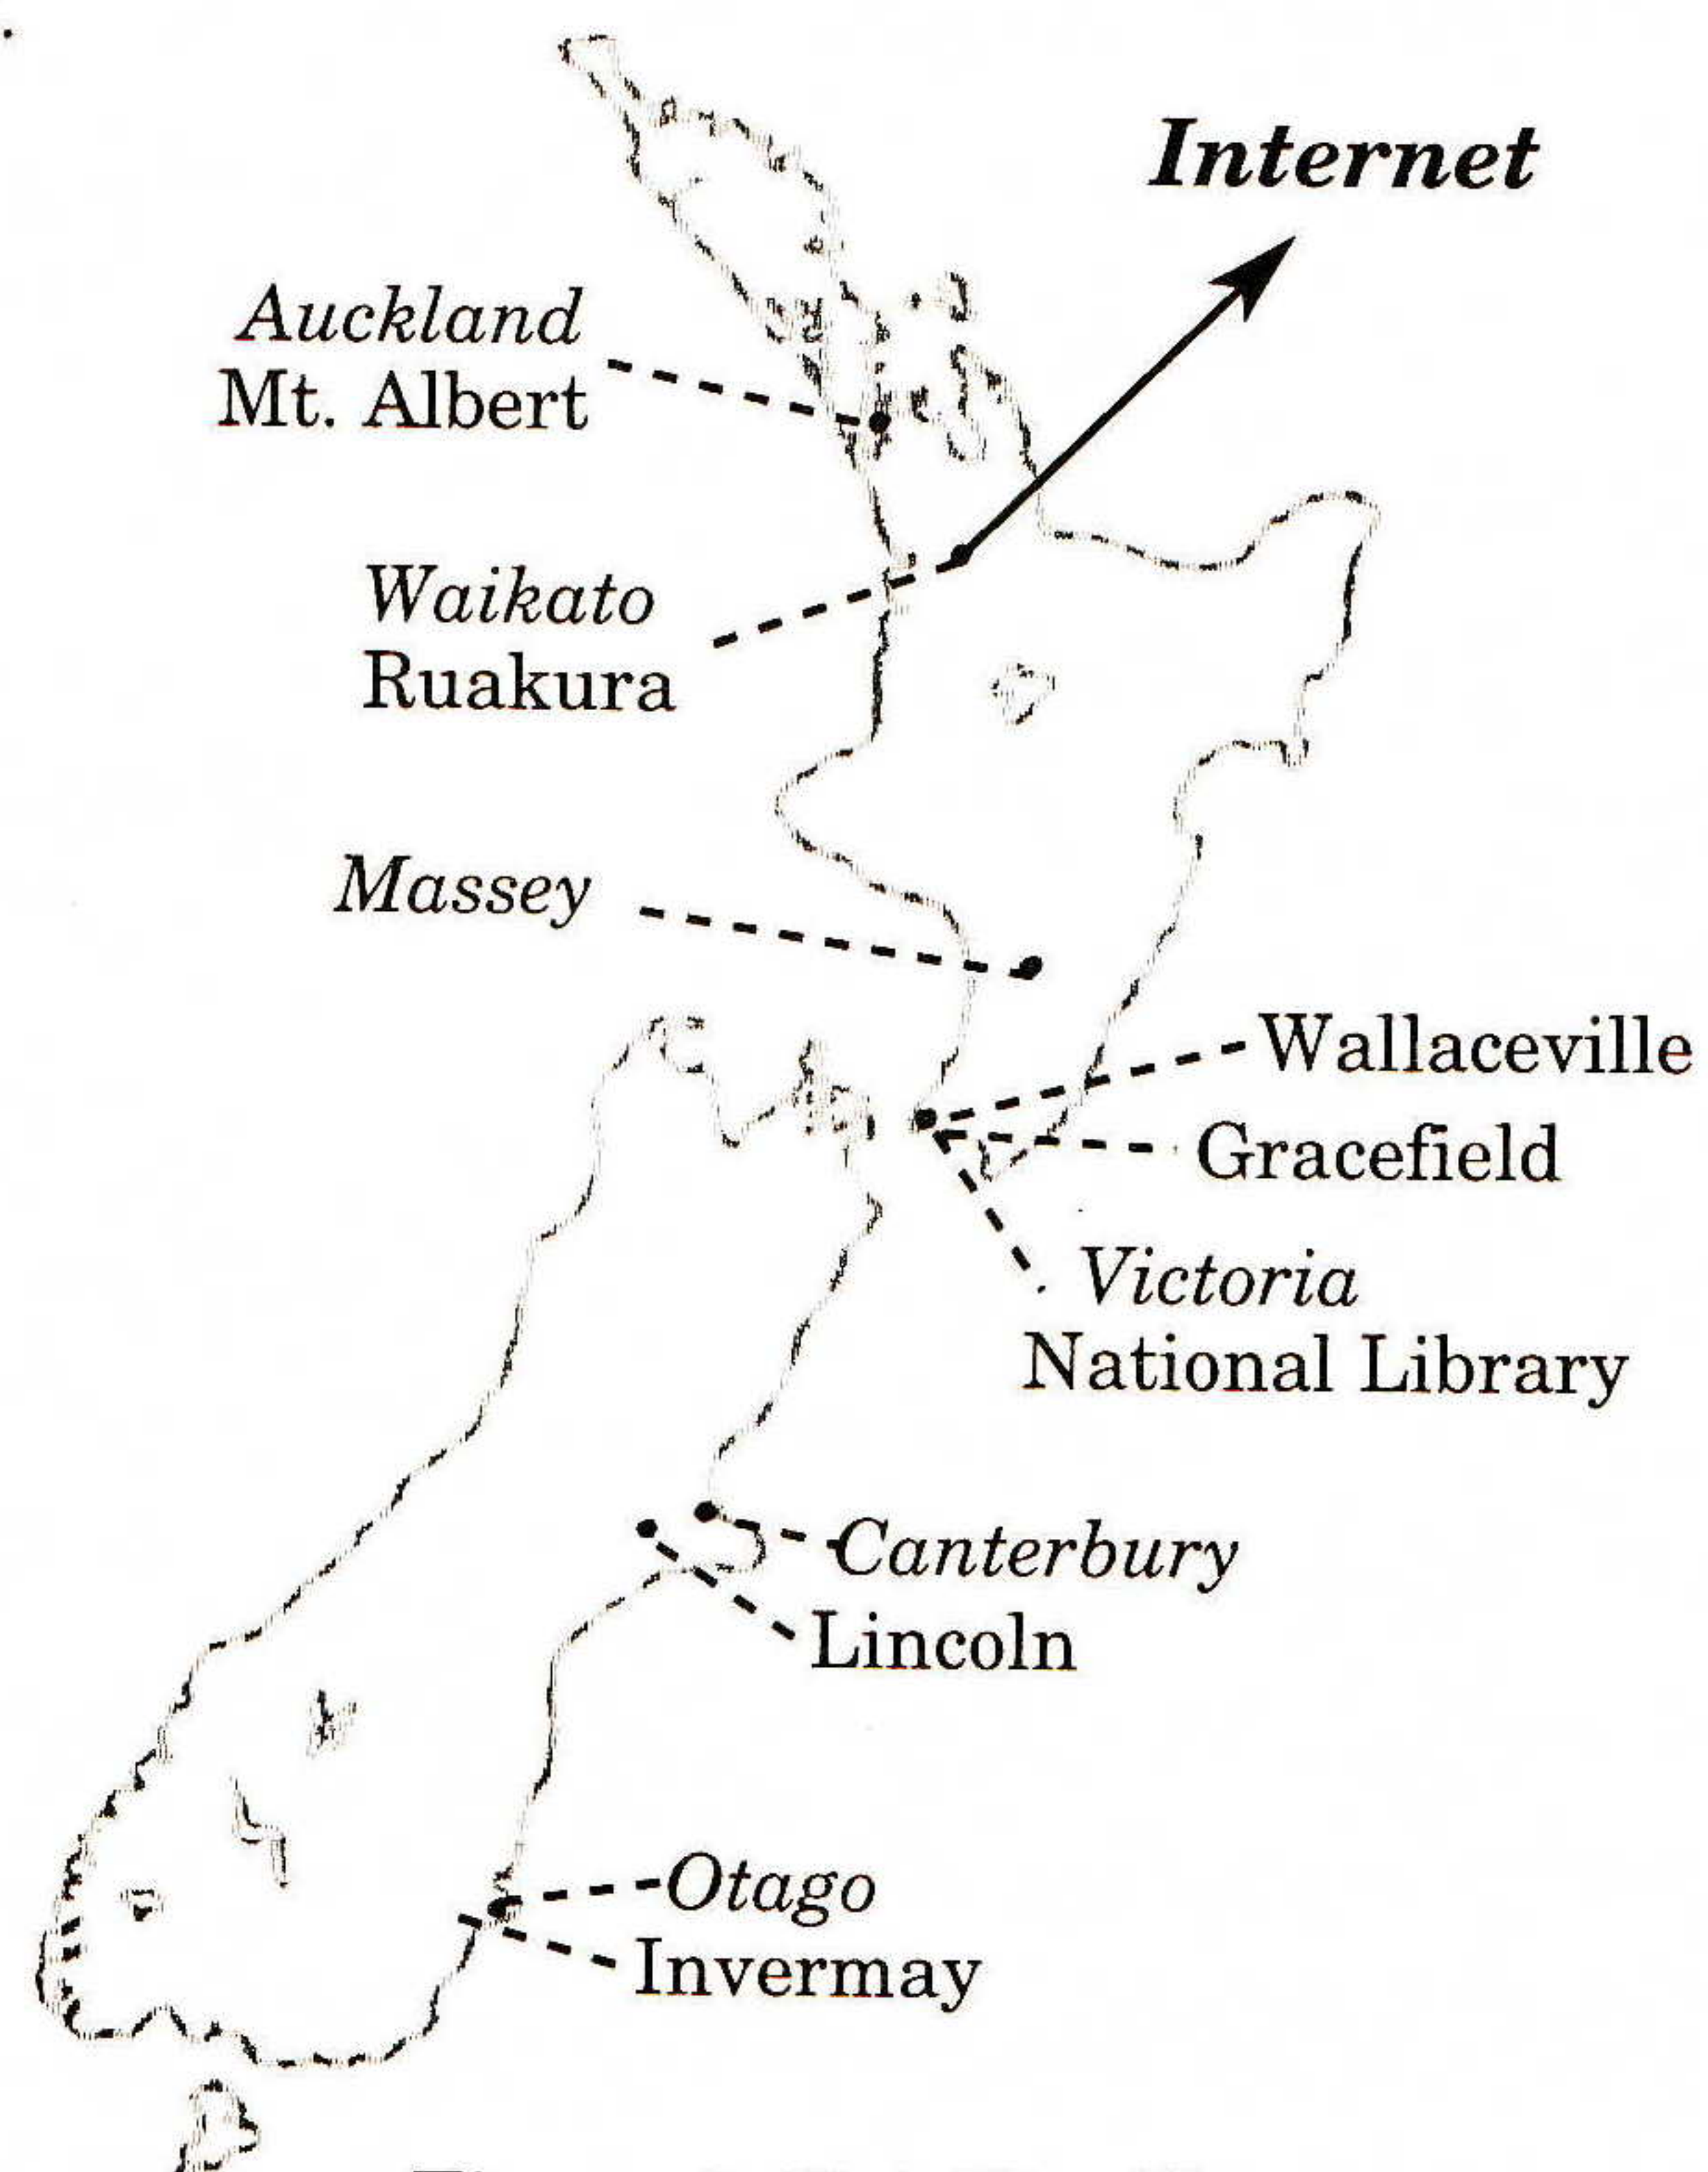 Internet
Auckland
Mt. Albert
Waikato
Ruakura
Massey
Wallaceville
Gracefield
Victoria
National Library
Canterbury
Lincoln
Otago
Invermay